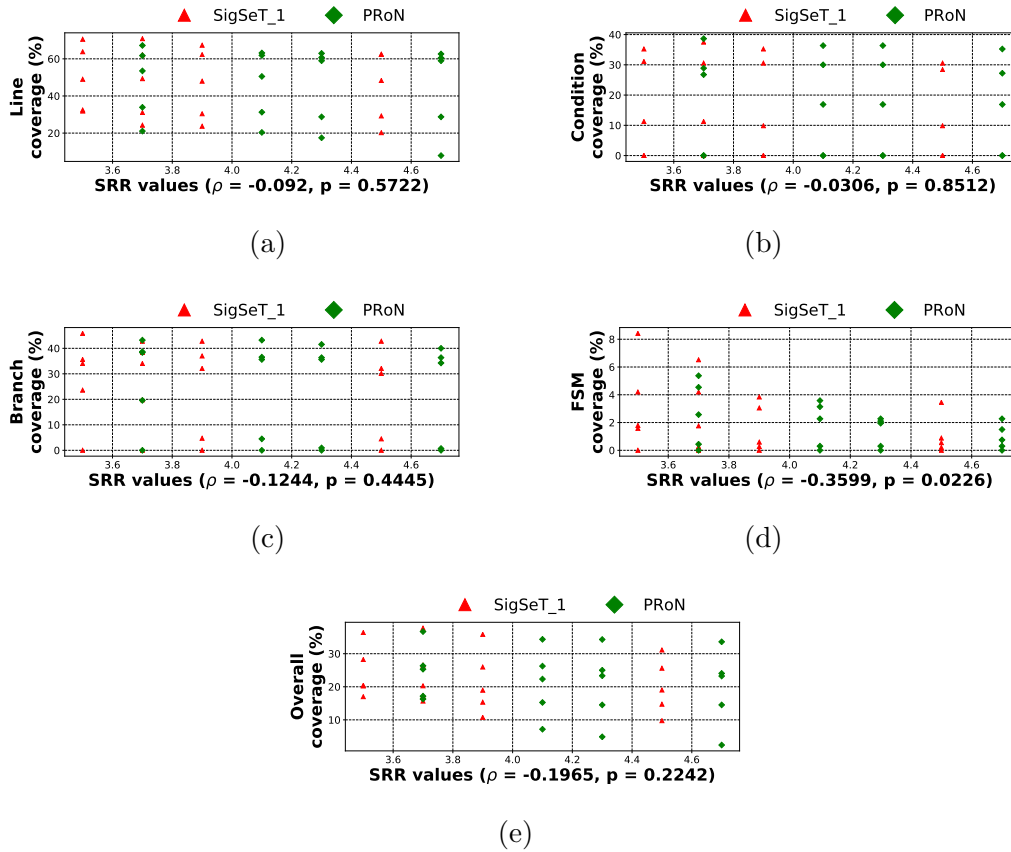 SigSeT_1 PRoN
Line coverage (%)
60
40
20
3.6 3.8 4.0 4.2 4.4 4.6
SRR values (ρ = -0.092, p = 0.5722)
(a)
SigSeT_1 PRoN
Condition coverage (%)
40
30
20
10
0
3.6 3.8 4.0 4.2 4.4 4.6
SRR values (ρ = -0.0306, p = 0.8512)
(b)
SigSeT_1 PRoN
Branch coverage (%)
40
30
20
10
0
3.6 3.8 4.0 4.2 4.4 4.6
SRR values (ρ = -0.1244, p = 0.4445)
(c)
SigSeT_1 PRoN
FSM coverage (%)
8
6
4
2
0
3.6 3.8 4.0 4.2 4.4 4.6
SRR values (ρ = -0.3599, p = 0.0226)
(d)
SigSeT_1 PRoN
Overall coverage (%)
30
20
10
3.6 3.8 4.0 4.2 4.4 4.6
SRR values (ρ = -0.1965, p = 0.2242)
(e)